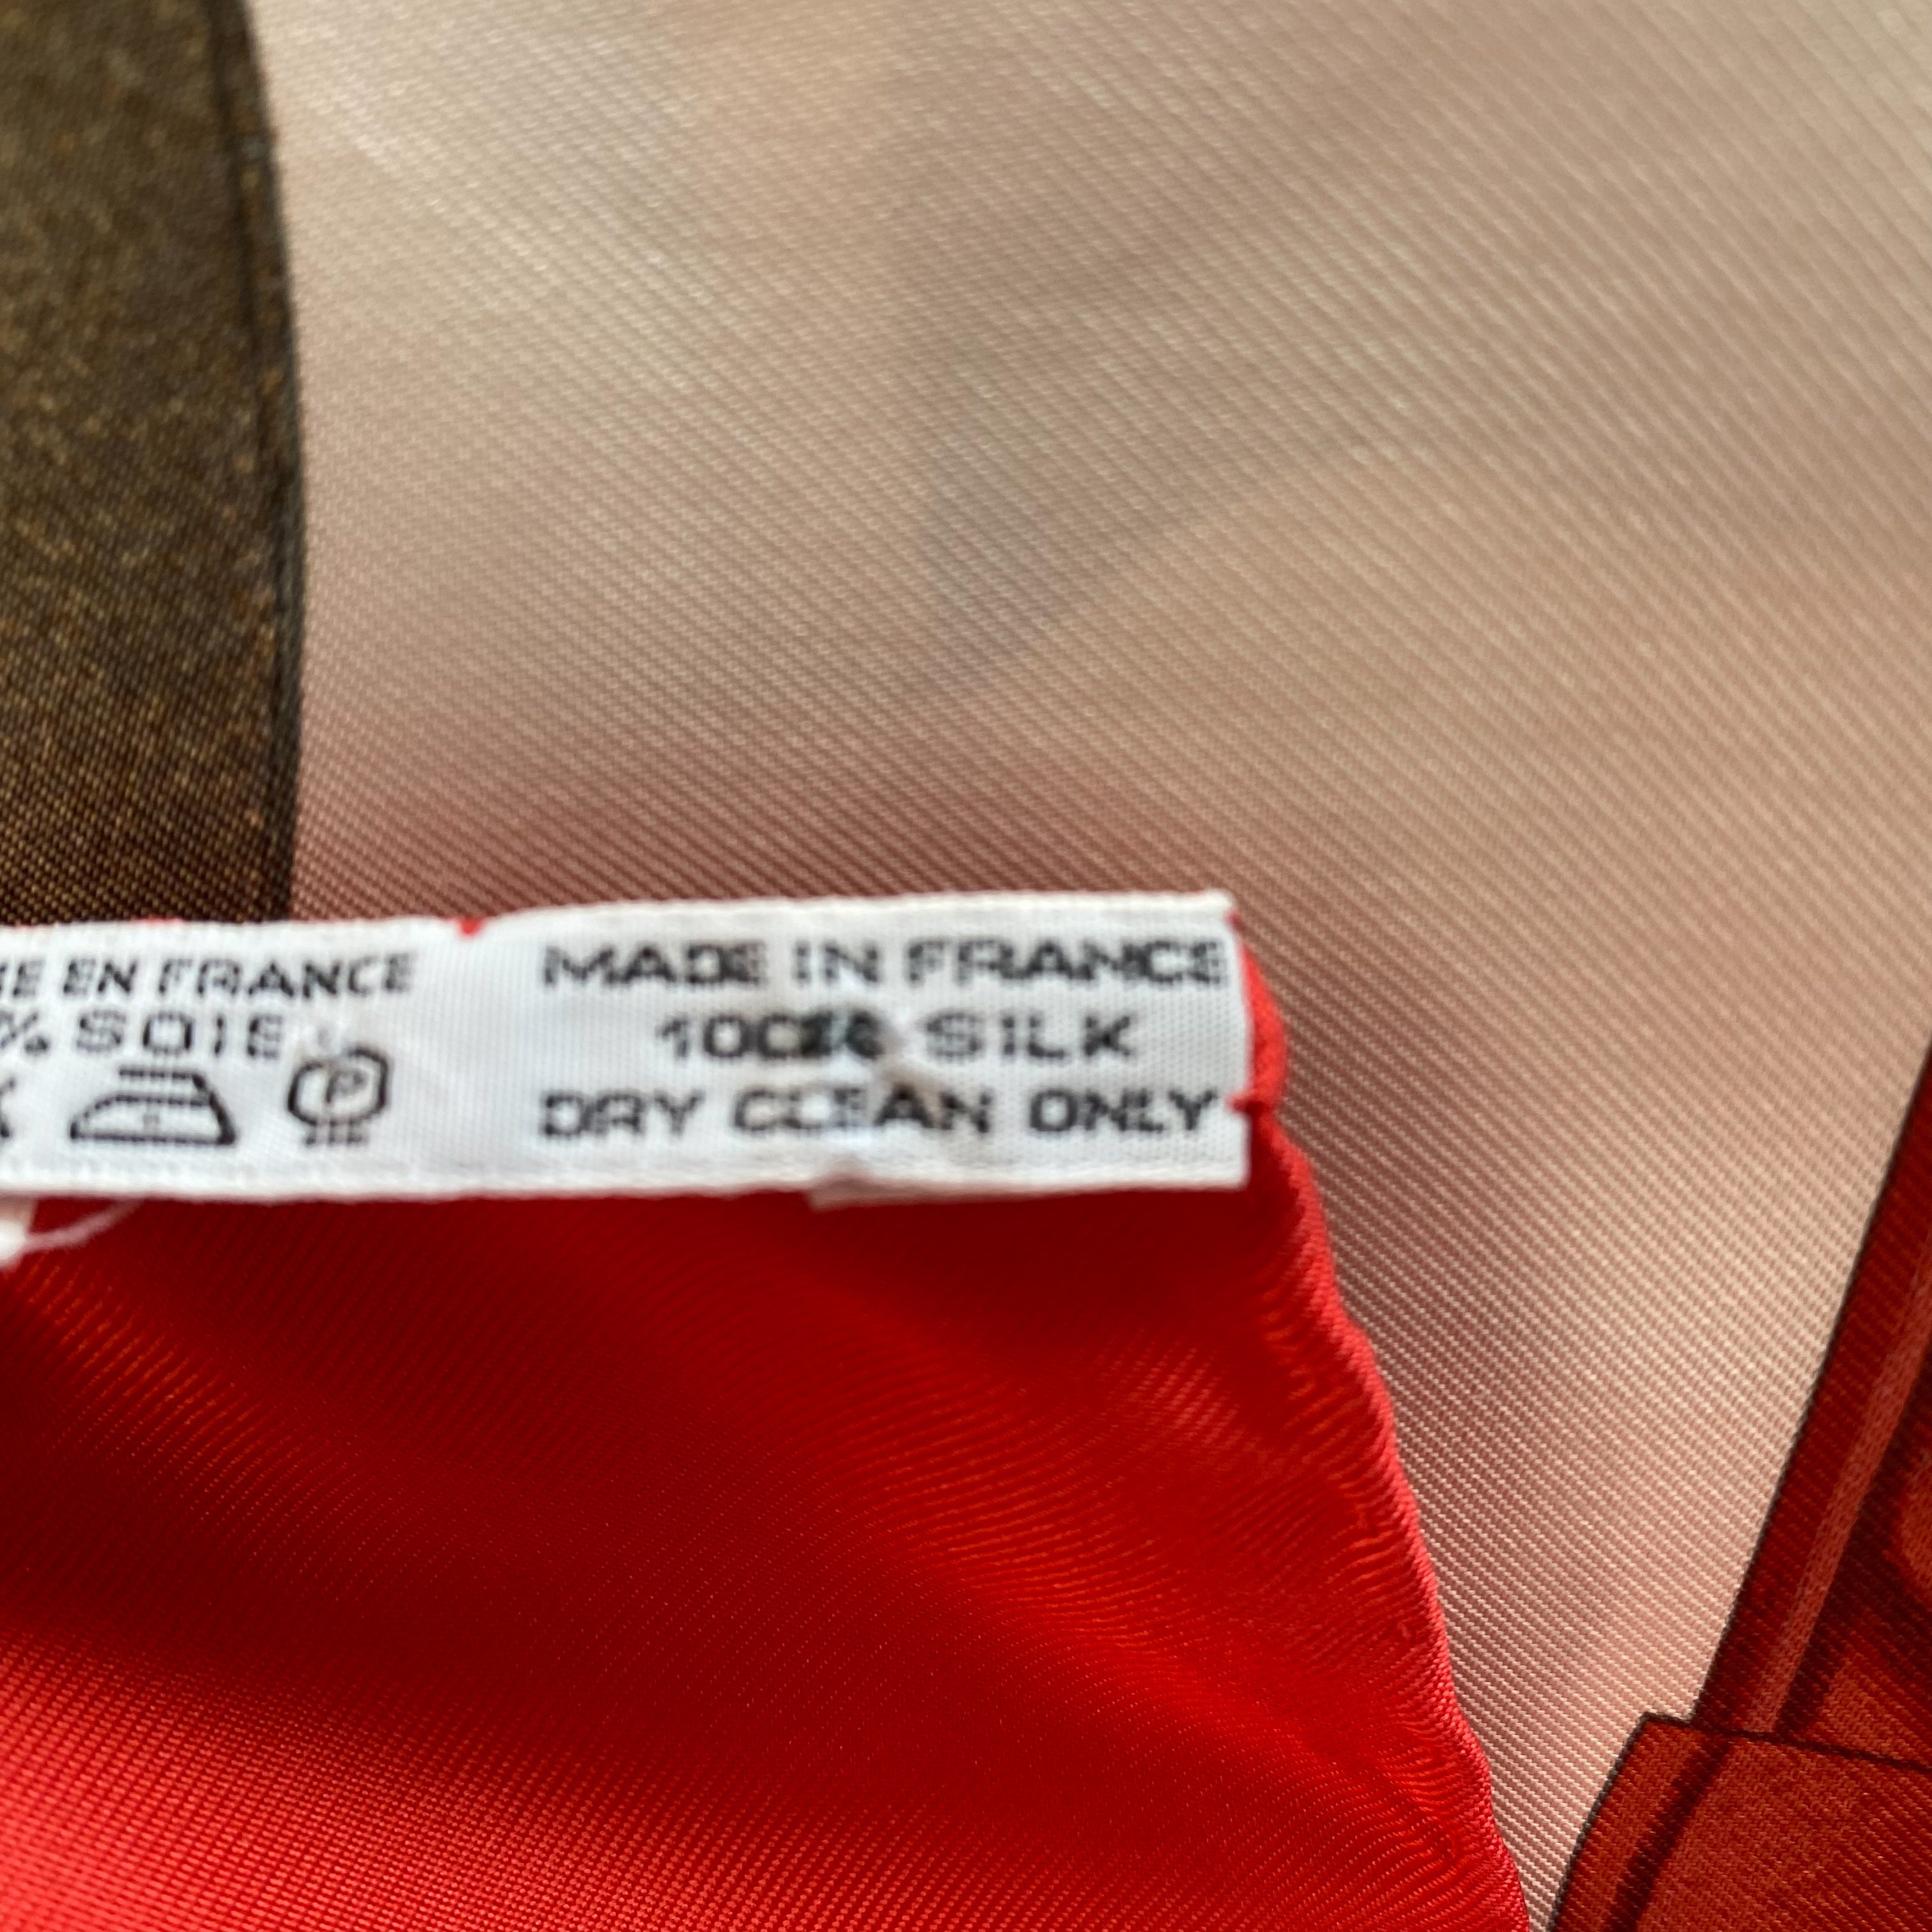 EN FRANCE
% SOIE
P
MADE IN FRANCE
100% SILK
DRY CLEAN ONLY